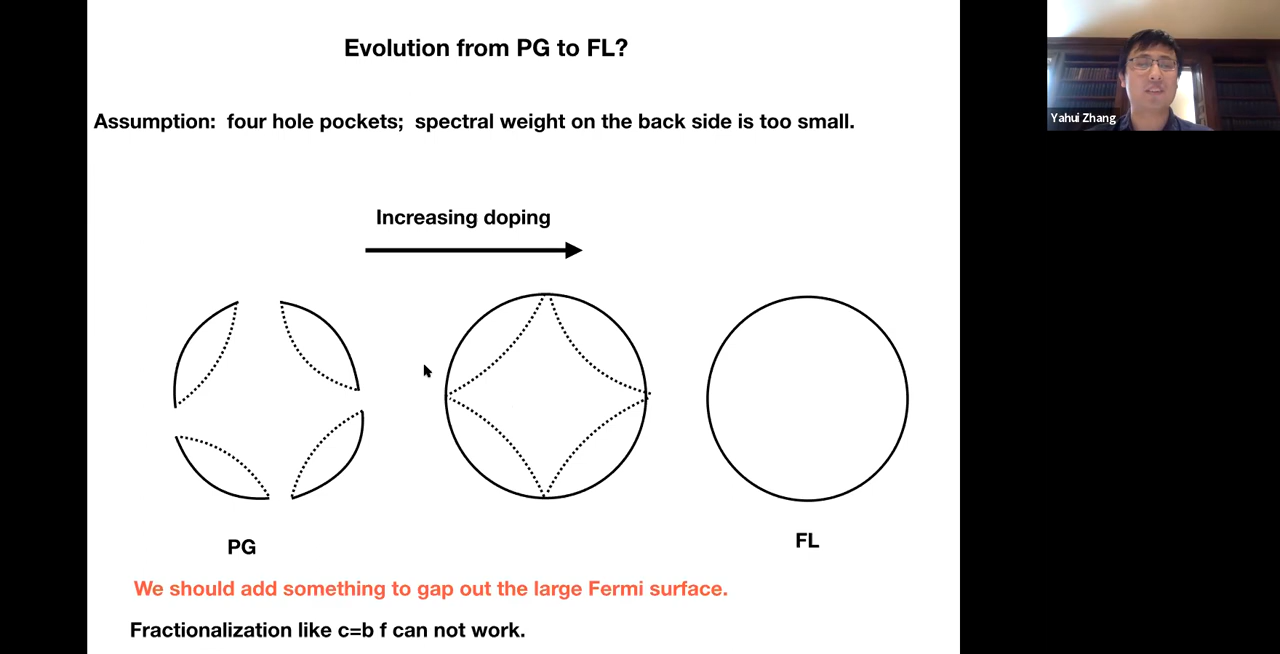 Evolution from PG to FL?
Yahui Zhang
Assumption:  four hole pockets;  spectral weight on the back side is too small.
Increasing doping
PG
FL
We should add something to gap out the large Fermi surface.
Fractionalization like c=b f can not work.